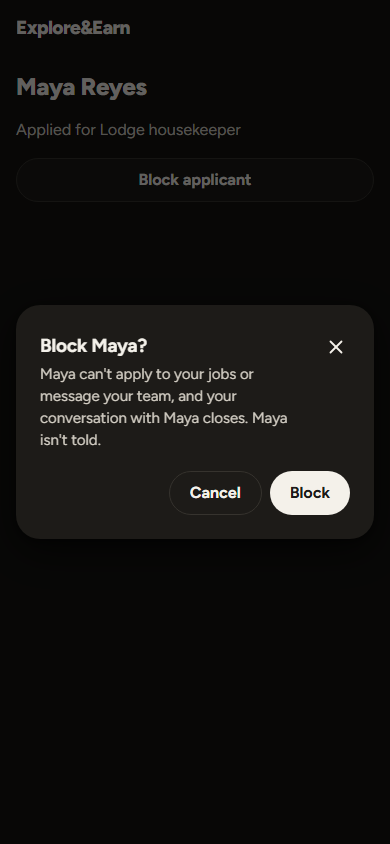 Explore&Earn
Maya Reyes
Applied for Lodge housekeeper
Block applicant
Block Maya?
Maya can't apply to your jobs or
message your team, and your
conversation with Maya closes. Maya
isn't told.
Cancel
Block